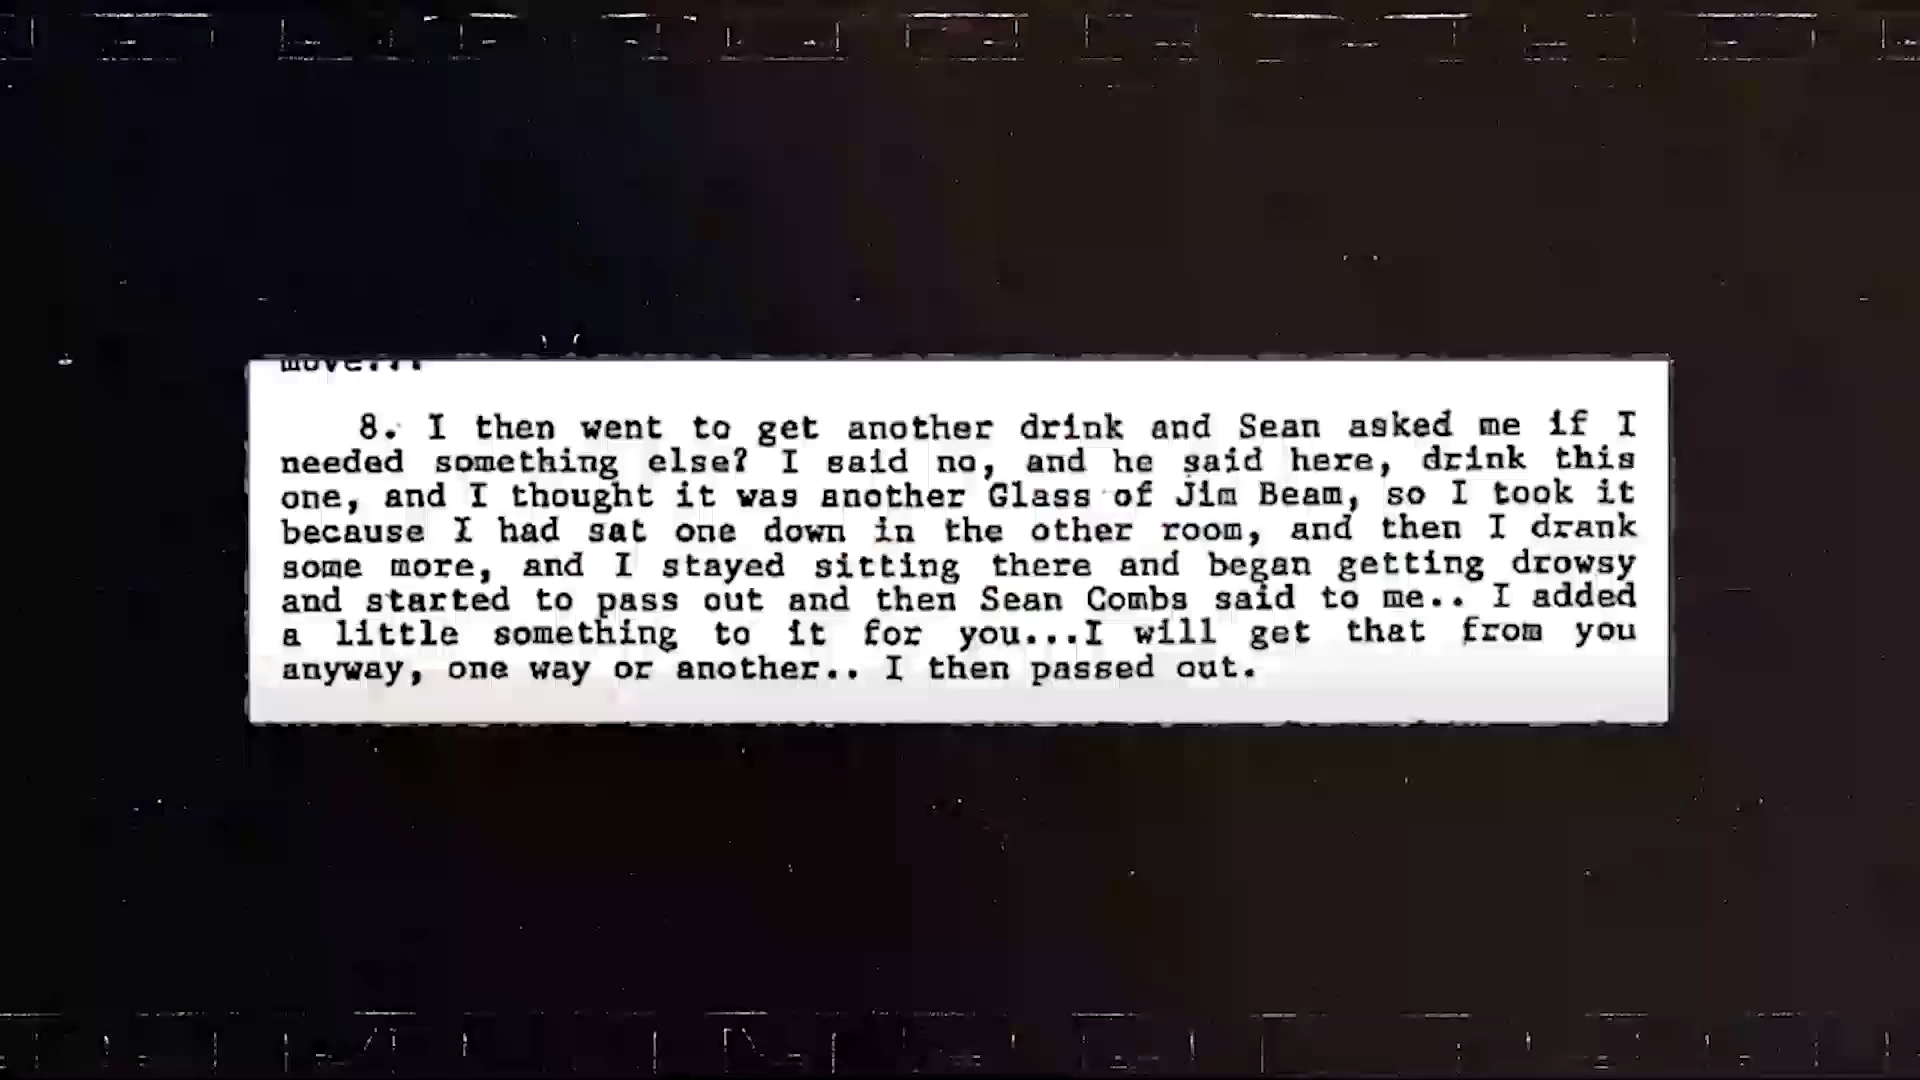 move...
8. I then went to get another drink and Sean asked me if I
needed something else? I said no, and he said here, drink this
one, and I thought it was another Glass of Jim Beam, so I took it
because I had sat one down in the other room, and then I drank
some more, and I stayed sitting there and began getting drowsy
and started to pass out and then Sean Combs said to me.. I added
a little something to it for you...I will get that from you
anyway, one way or another.. I then passed out.